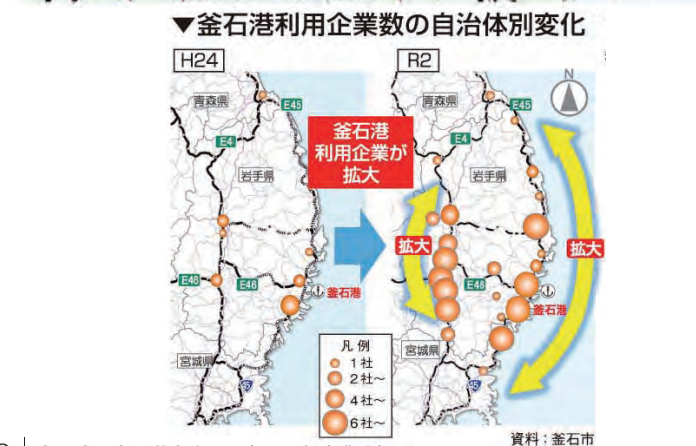 ▼釜石港利用企業数の自治体別変化
H24
R2
青森県
E45
E4
岩手県
E46
E46
釜石港
宮城県
45
釜石港
利用企業が
拡大
N
青森県
E45
E4
岩手県
拡大
拡大
E46
釜石港
宮城県
45
凡例
1社
2社～
4社～
6社～
資料：釜石市